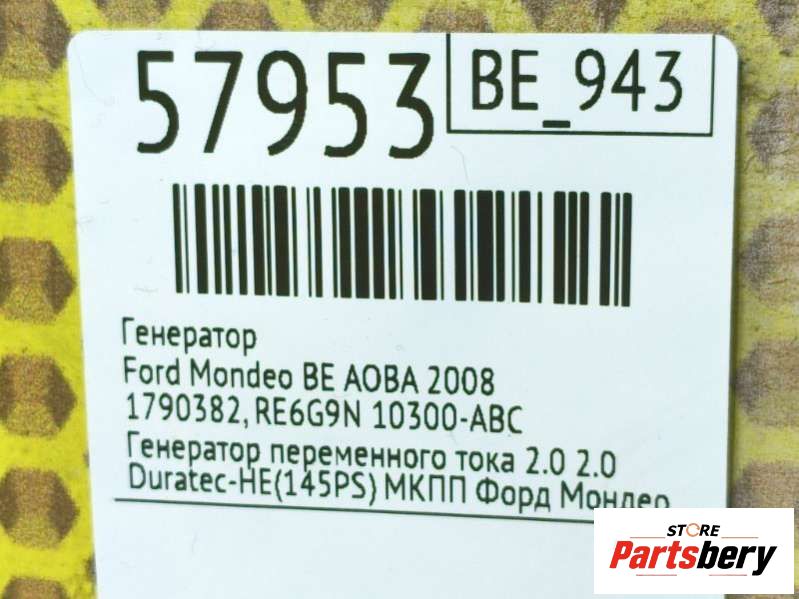 57953
BE_943
Генератор
Ford Mondeo BE AOBA 2008
1790382, RE6G9N 10300-ABC
Генератор переменного тока 2.0 2.0
Duratec-HE(145PS) МКПП Форд Мондео
STORE
Partsbery